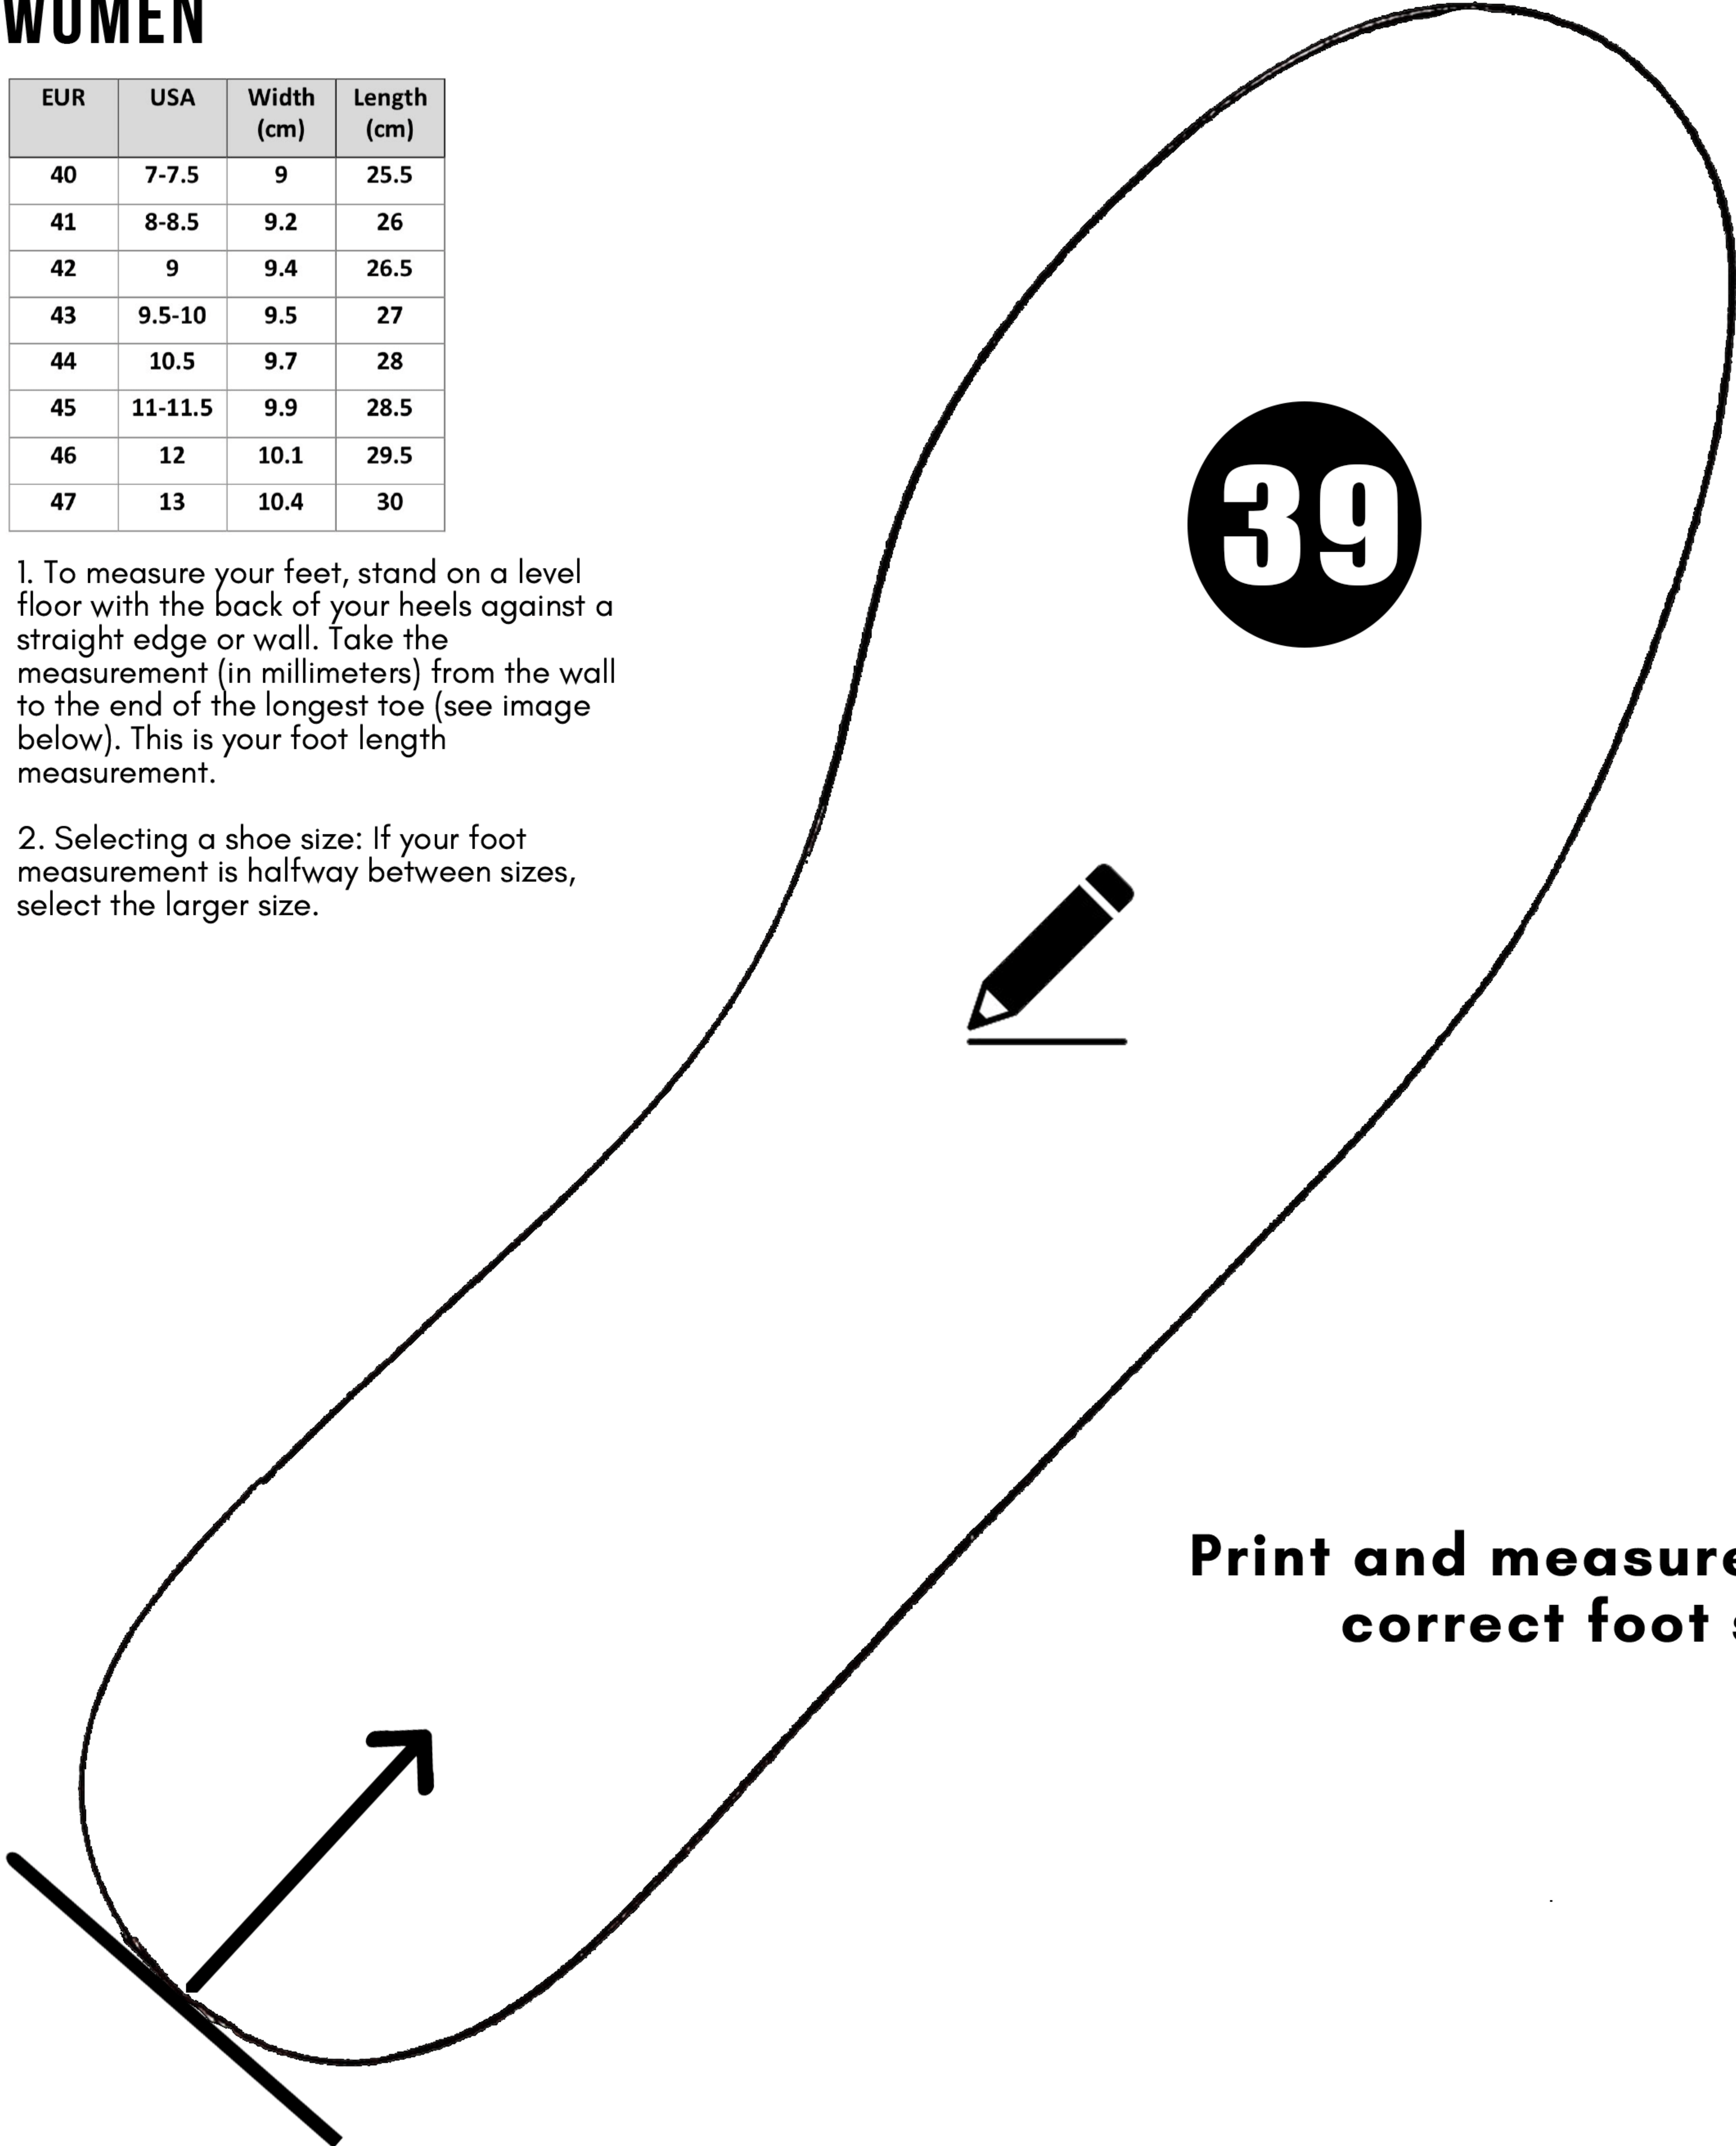 WOMEN
EUR USA Width (cm) Length (cm)
40 7-7.5 9 25.5
41 8-8.5 9.2 26
42 9 9.4 26.5
43 9.5-10 9.5 27
44 10.5 9.7 28
45 11-11.5 9.9 28.5
46 12 10.1 29.5
47 13 10.4 30
39
1. To measure your feet, stand on a level
floor with the back of your heels against a
straight edge or wall. Take the
measurement (in millimeters) from the wall
to the end of the longest toe (see image
below). This is your foot length
measurement.
2. Selecting a shoe size: If your foot
measurement is halfway between sizes,
select the larger size.
Print and measure
correct foot